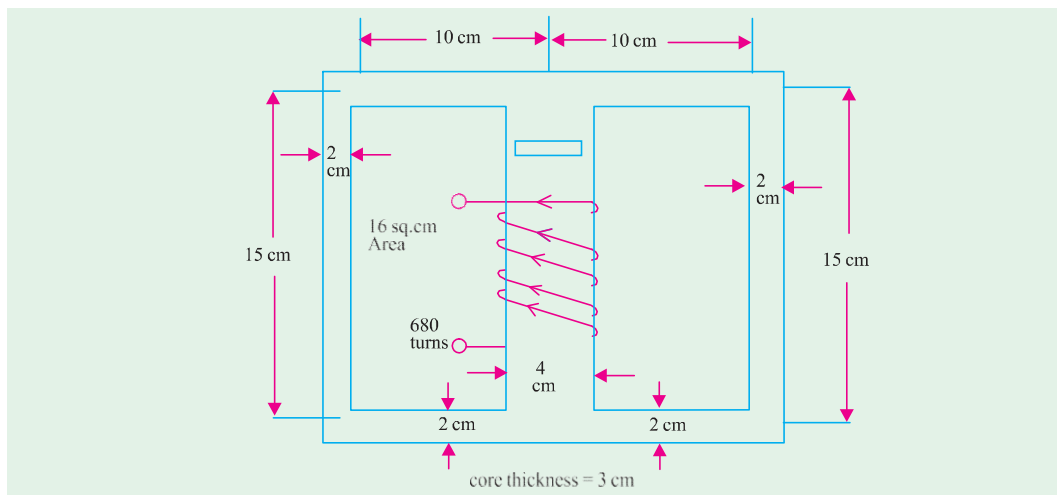 10 cm
10 cm
2
cm
2
cm
16 sq.cm
Area
15 cm
15 cm
680
turns
4
cm
2 cm
2 cm
core thickness = 3 cm